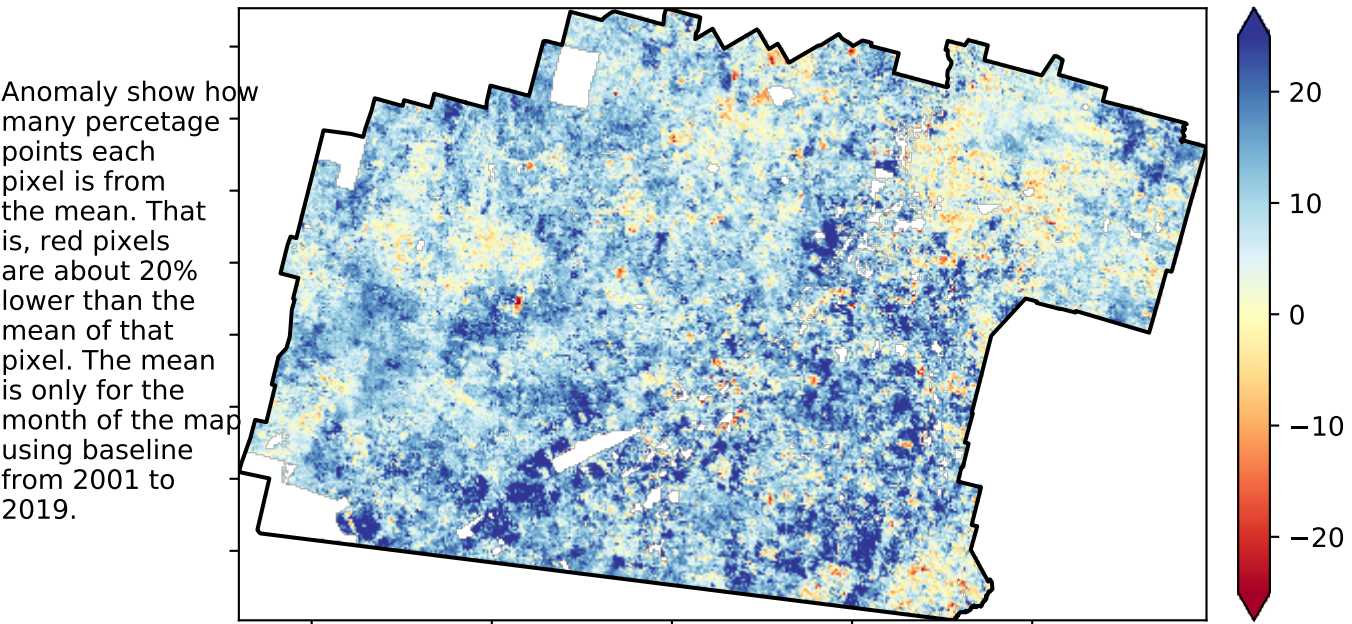 Anomaly show how
many percetage
points each
pixel is from
the mean. That
is, red pixels
are about 20%
lower than the
mean of that
pixel. The mean
is only for the
month of the map
using baseline
from 2001 to
2019.
20
10
0
−10
−20